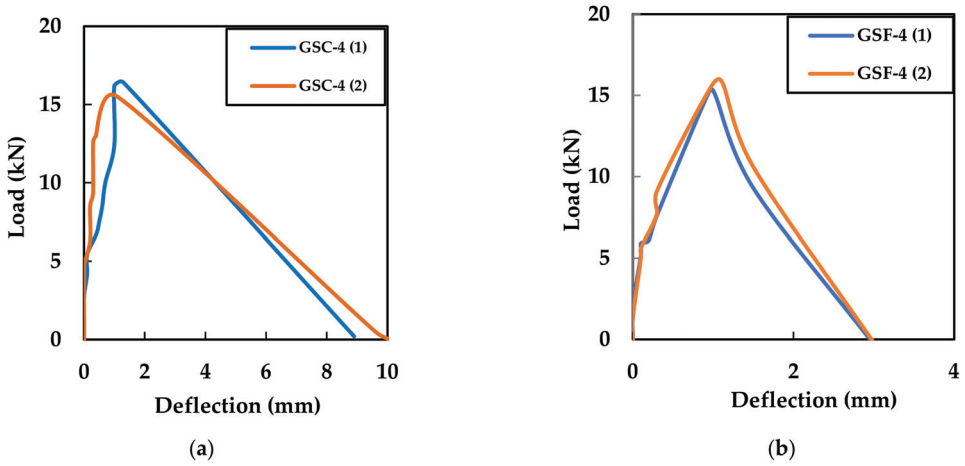 20
15
10
5
0
Load (kN)
GSC-4 (1)
GSC-4 (2)
0 2 4 6 8 10
Deflection (mm)
(a)
20
15
10
5
0
Load (kN)
GSF-4 (1)
GSF-4 (2)
0 2 4
Deflection (mm)
(b)